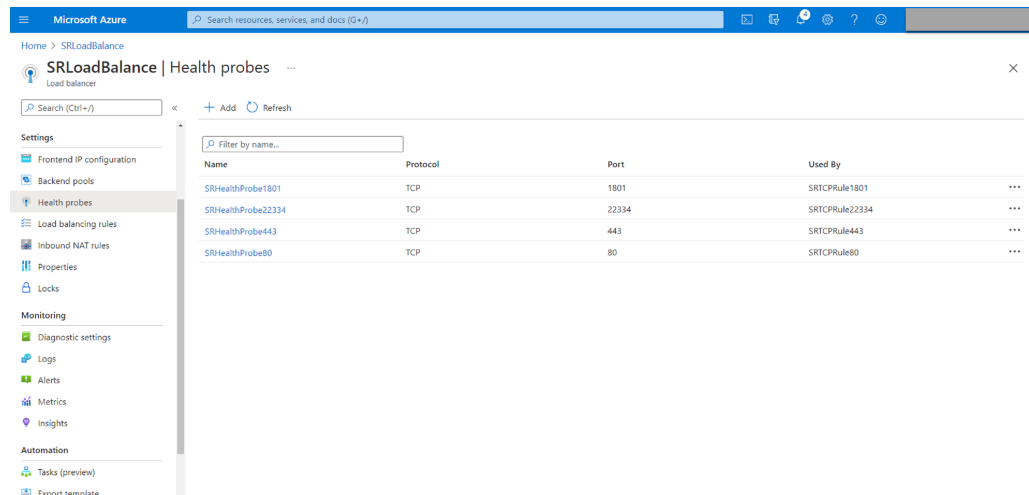 Microsoft Azure
Search resources, services, and docs (G+/)
4
Home > SRLoadBalance
SRLoadBalance | Health probes ...
Load balancer
Search (Ctrl+/)
«
+ Add Refresh
Settings
Filter by name...
Frontend IP configuration
Name Protocol Port Used By
Backend pools
SRHealthProbe1801 TCP 1801 SRTCPRule1801 ...
Health probes
SRHealthProbe22334 TCP 22334 SRTCPRule22334 ...
Load balancing rules
SRHealthProbe443 TCP 443 SRTCPRule443 ...
Inbound NAT rules
SRHealthProbe80 TCP 80 SRTCPRule80 ...
Properties
Locks
Monitoring
Diagnostic settings
Logs
Alerts
Metrics
Insights
Automation
Tasks (preview)
Export template